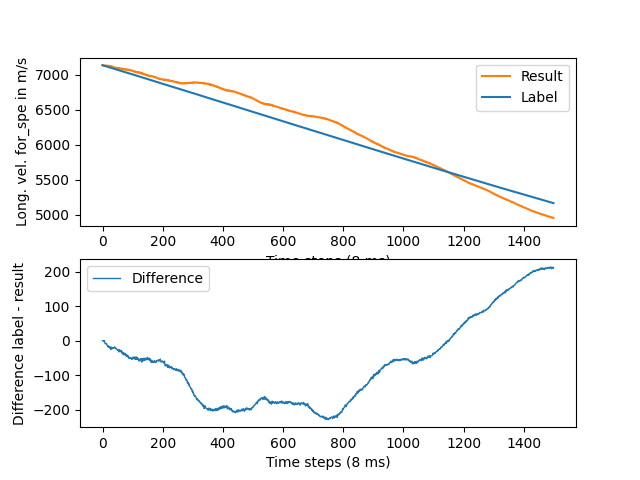 Long. vel. for_spe in m/s
7000
6500
6000
5500
5000
Result
Label
0 200 400 600 800 1000 1200 1400
Time steps (8 ms)
Difference label - result
200
100
0
−100
−200
Difference
0 200 400 600 800 1000 1200 1400
Time steps (8 ms)